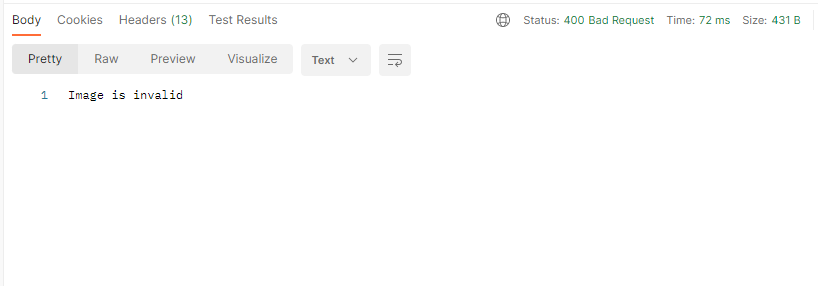 Body Cookies Headers (13) Test Results Status: 400 Bad Request Time: 72 ms Size: 431 B
Pretty Raw Preview Visualize Text
1 Image is invalid